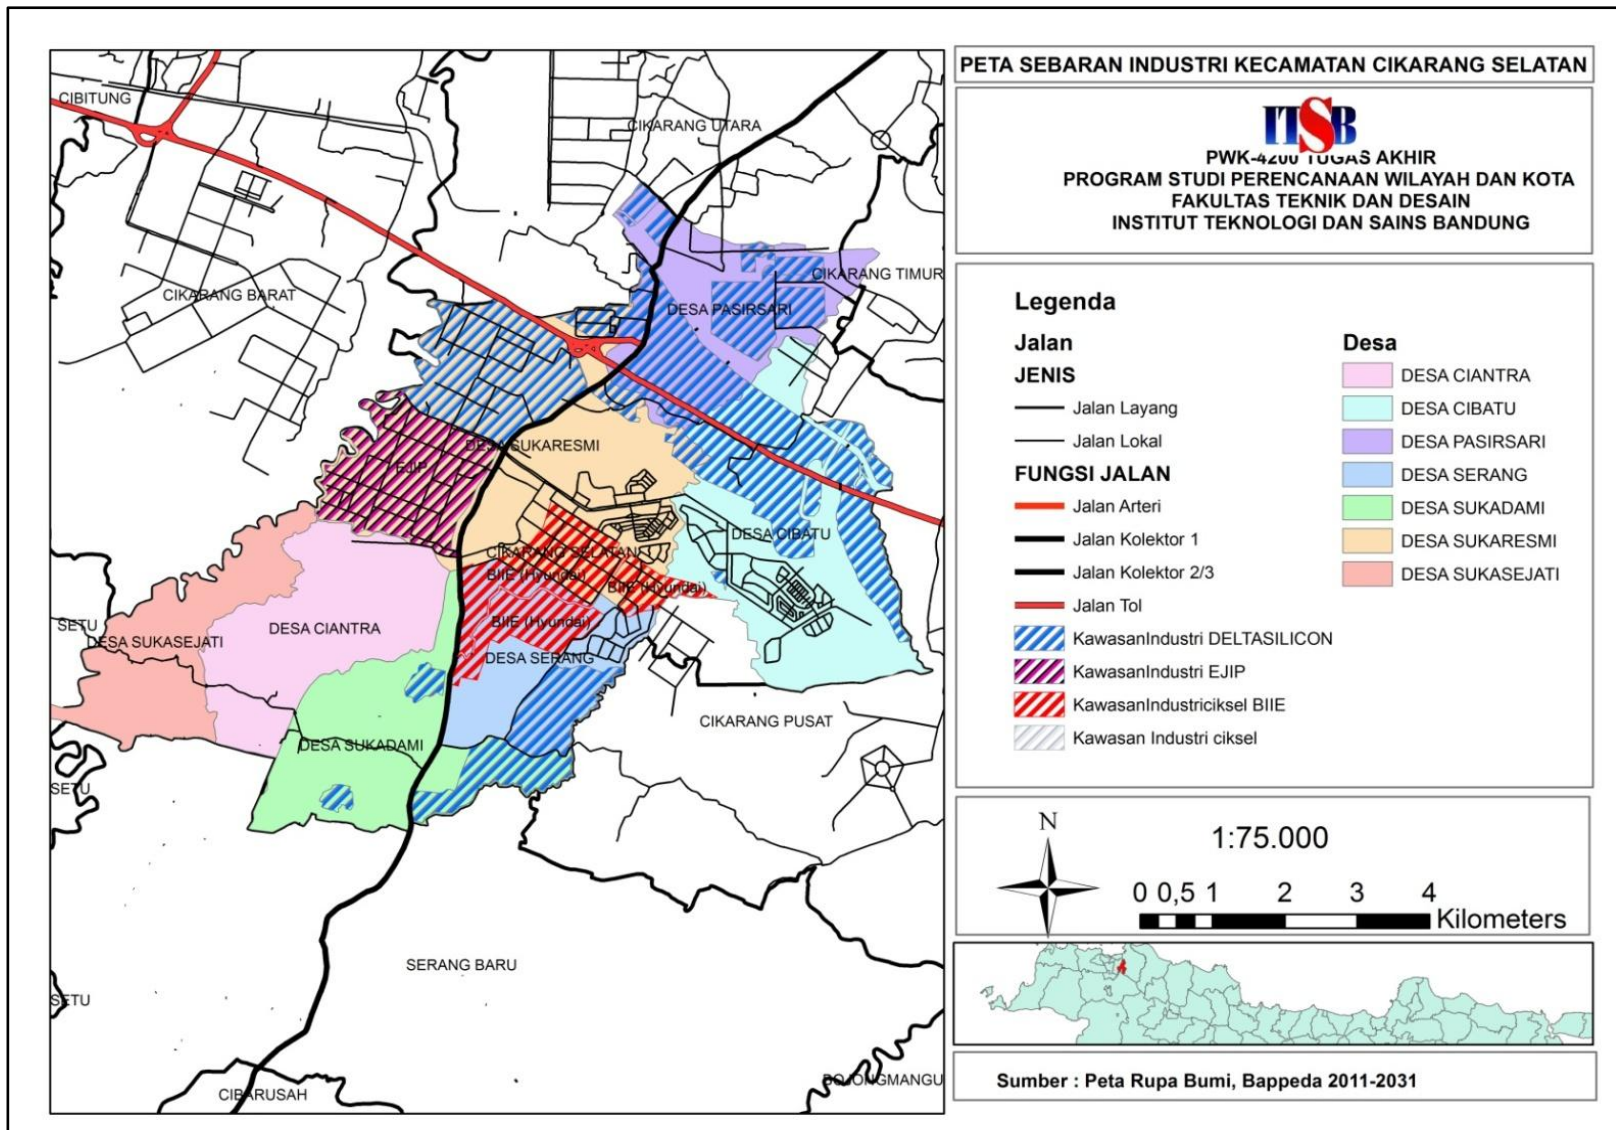 CIBITUNG
CIKARANG UTARA
CIKARANG TIMUR
CIKARANG BARAT
DESA PASIRSARI
DESA SUKARESMI
EJIP
DESA CIBATU
CIKARANG SELATAN
BIIE (Hyundai)
BIIE (Hyundai)
BIIE (Hyundai)
SETU
DESA SUKASEJATI
DESA CIANTRA
DESA SERANG
CIKARANG PUSAT
DESA SUKADAMI
SETU
SERANG BARU
SETU
CIBARUSAH
BOJONGMANGU
PETA SEBARAN INDUSTRI KECAMATAN CIKARANG SELATAN
ITSB
PWK-4200 TUGAS AKHIR
PROGRAM STUDI PERENCANAAN WILAYAH DAN KOTA
FAKULTAS TEKNIK DAN DESAIN
INSTITUT TEKNOLOGI DAN SAINS BANDUNG
Legenda
Jalan
JENIS
Jalan Layang
Jalan Lokal
FUNGSI JALAN
Jalan Arteri
Jalan Kolektor 1
Jalan Kolektor 2/3
Jalan Tol
KawasanIndustri DELTASILICON
KawasanIndustri EJIP
KawasanIndustriciksel BIIE
Kawasan Industri ciksel
Desa
DESA CIANTRA
DESA CIBATU
DESA PASIRSARI
DESA SERANG
DESA SUKADAMI
DESA SUKARESMI
DESA SUKASEJATI
N
1:75.000
0 0,5 1 2 3 4
Kilometers
Sumber : Peta Rupa Bumi, Bappeda 2011-2031